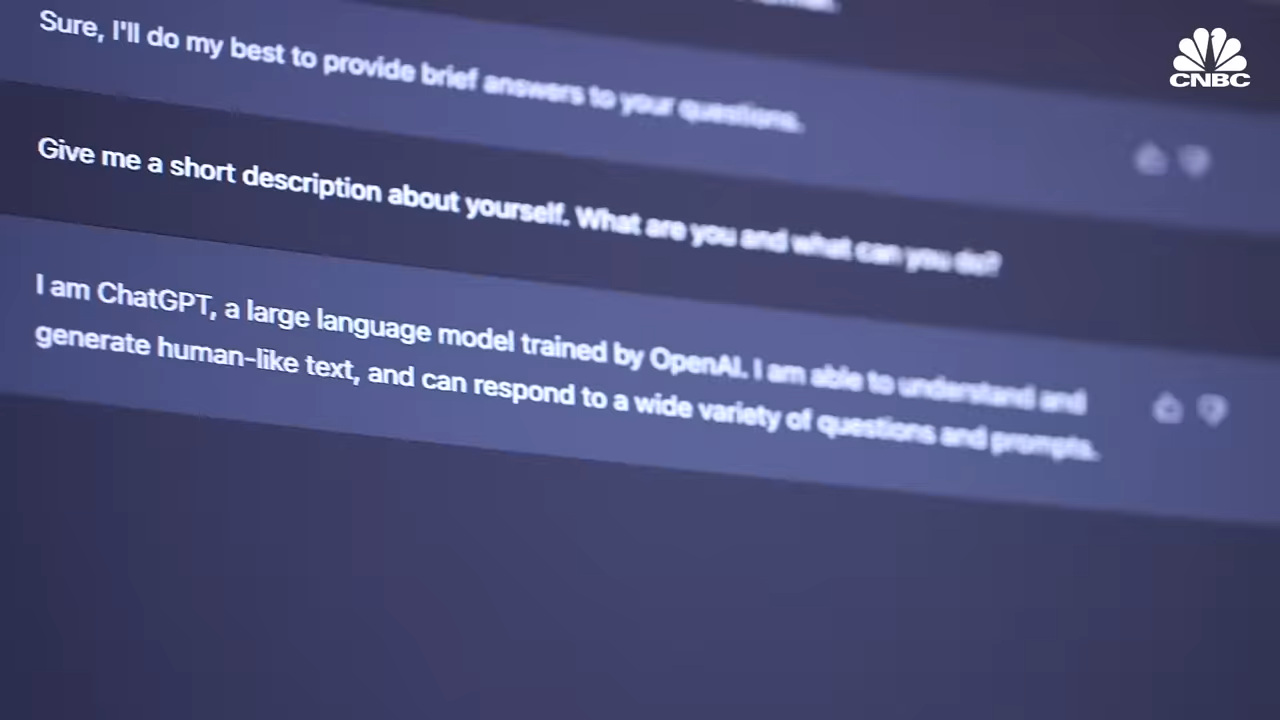 Sure, I'll do my best to provide brief answers to your questions.
CNBC
Give me a short description about yourself. What are you and what can you do?
I am ChatGPT, a large language model trained by OpenAI. I am able to understand and
generate human-like text, and can respond to a wide variety of questions and prompts.